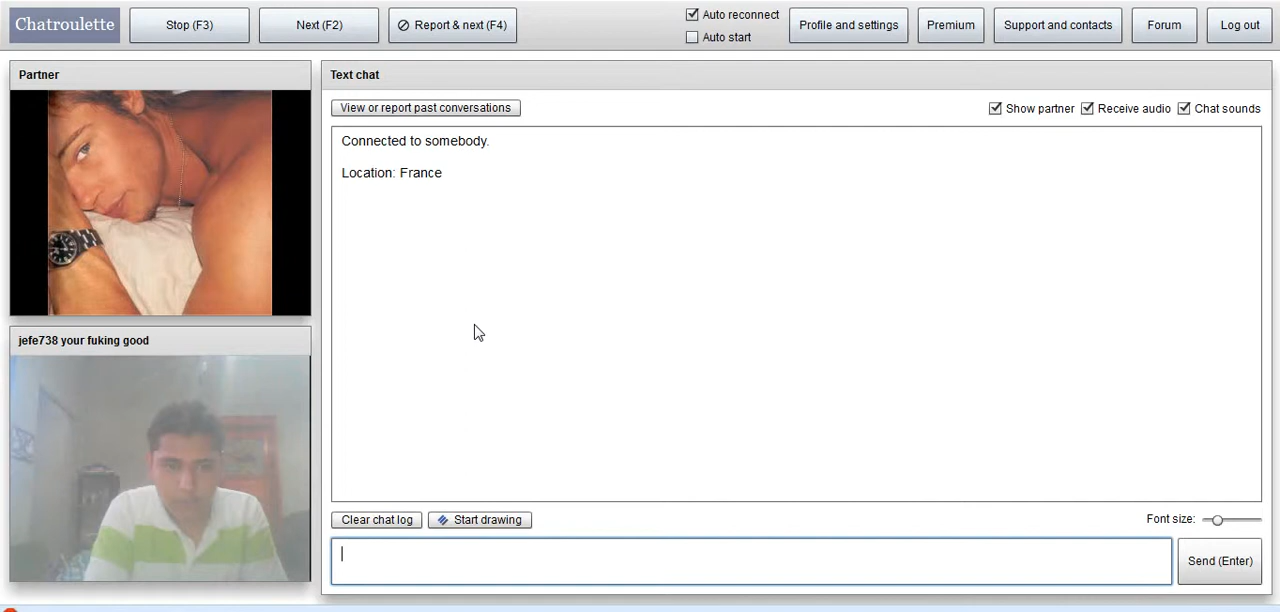 Chatroulette
Stop (F3)
Next (F2)
Report & next (F4)
Auto reconnect
Auto start
Profile and settings
Premium
Support and contacts
Forum
Log out
Partner
jefe738 your fuking good
Text chat
View or report past conversations
Show partner
Receive audio
Chat sounds
Connected to somebody.
Location: France
Clear chat log
Start drawing
Font size:
Send (Enter)